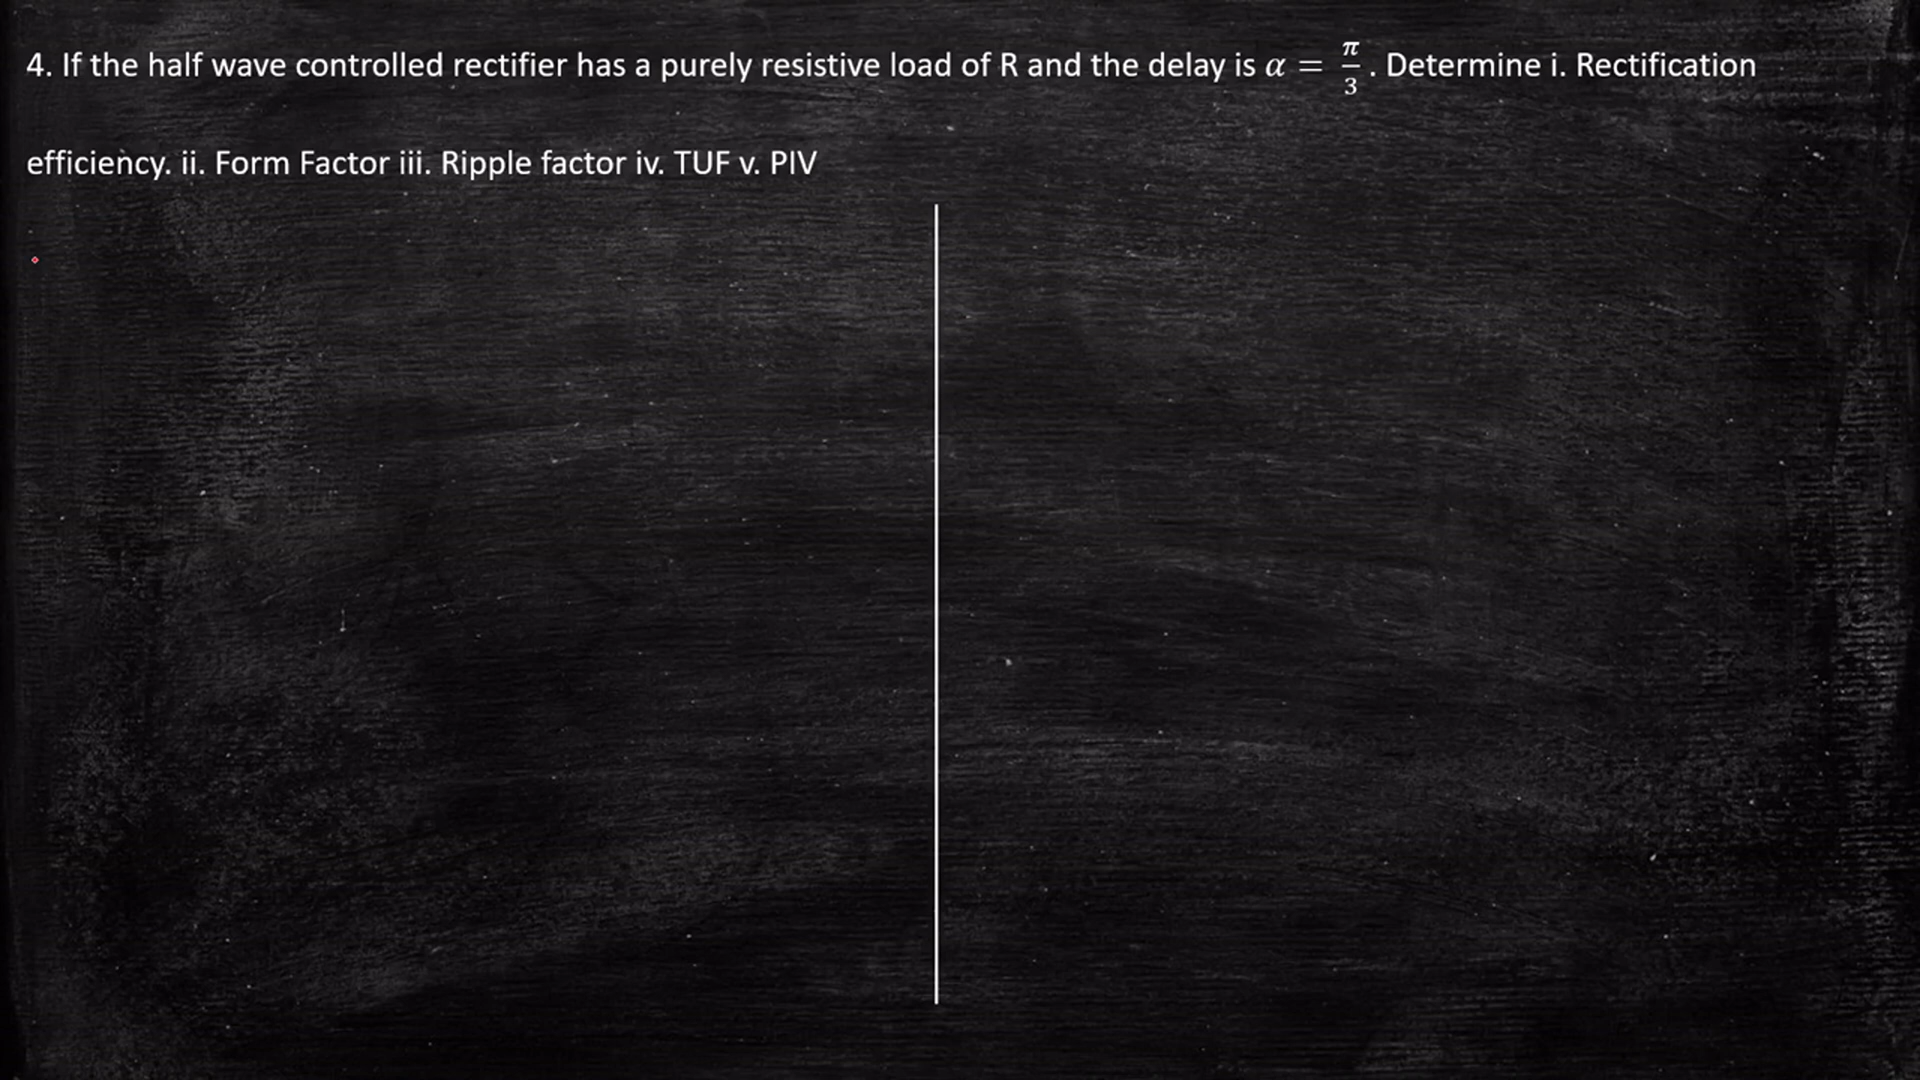 4. If the half wave controlled rectifier has a purely resistive load of R and the delay is α = π/3 . Determine i. Rectification
efficiency. ii. Form Factor iii. Ripple factor iv. TUF v. PIV